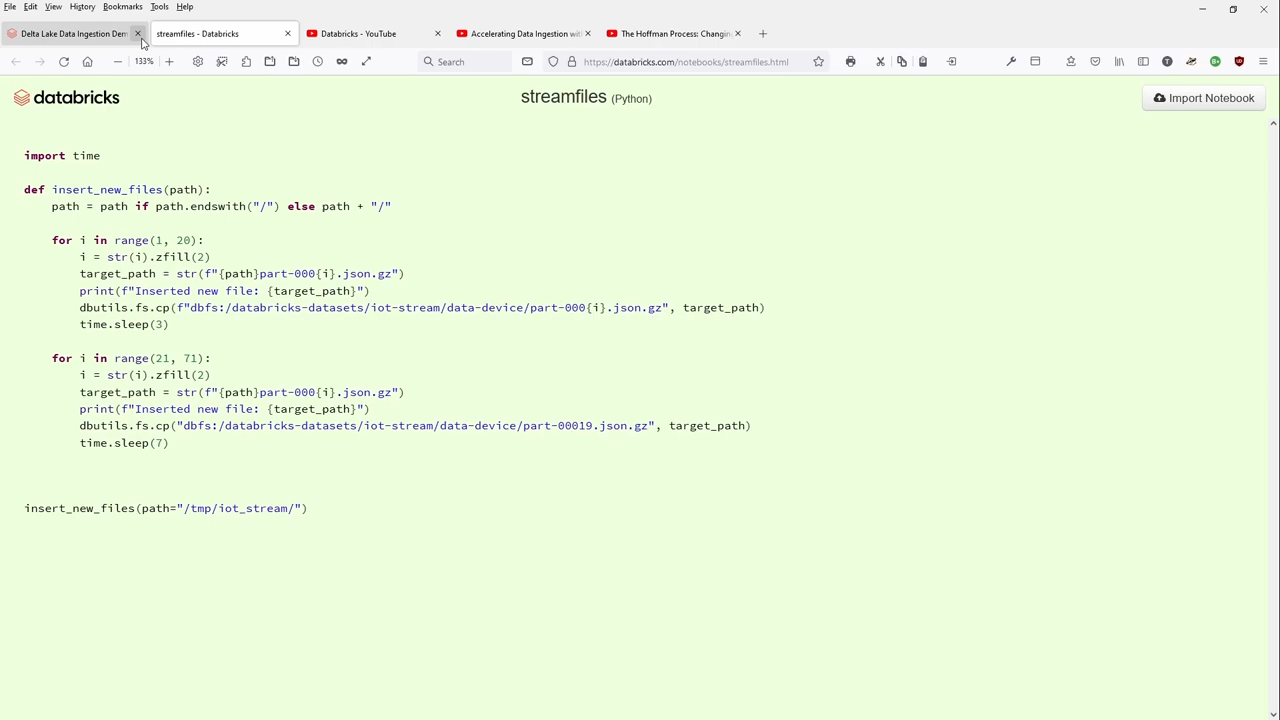 File Edit View History Bookmarks Tools Help
Delta Lake Data Ingestion Dem
streamfiles - Databricks
Databricks - YouTube
Accelerating Data Ingestion wit
The Hoffman Process: Changin
133%
Search
https://databricks.com/notebooks/streamfiles.html
databricks
streamfiles (Python)
Import Notebook
import time
def insert_new_files(path):
    path = path if path.endswith("/") else path + "/"
    for i in range(1, 20):
        i = str(i).zfill(2)
        target_path = str(f"{path}part-000{i}.json.gz")
        print(f"Inserted new file: {target_path}")
        dbutils.fs.cp(f"dbfs:/databricks-datasets/iot-stream/data-device/part-000{i}.json.gz", target_path)
        time.sleep(3)
    for i in range(21, 71):
        i = str(i).zfill(2)
        target_path = str(f"{path}part-000{i}.json.gz")
        print(f"Inserted new file: {target_path}")
        dbutils.fs.cp("dbfs:/databricks-datasets/iot-stream/data-device/part-00019.json.gz", target_path)
        time.sleep(7)
insert_new_files(path="/tmp/iot_stream/")